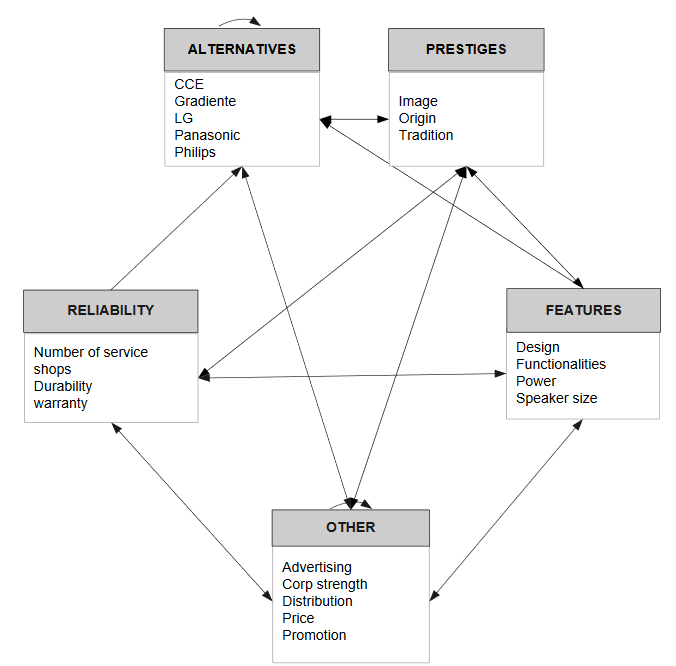 ALTERNATIVES
CCE
Gradiente
LG
Panasonic
Philips
PRESTIGES
Image
Origin
Tradition
RELIABILITY
Number of service
shops
Durability
warranty
FEATURES
Design
Functionalities
Power
Speaker size
OTHER
Advertising
Corp strength
Distribution
Price
Promotion